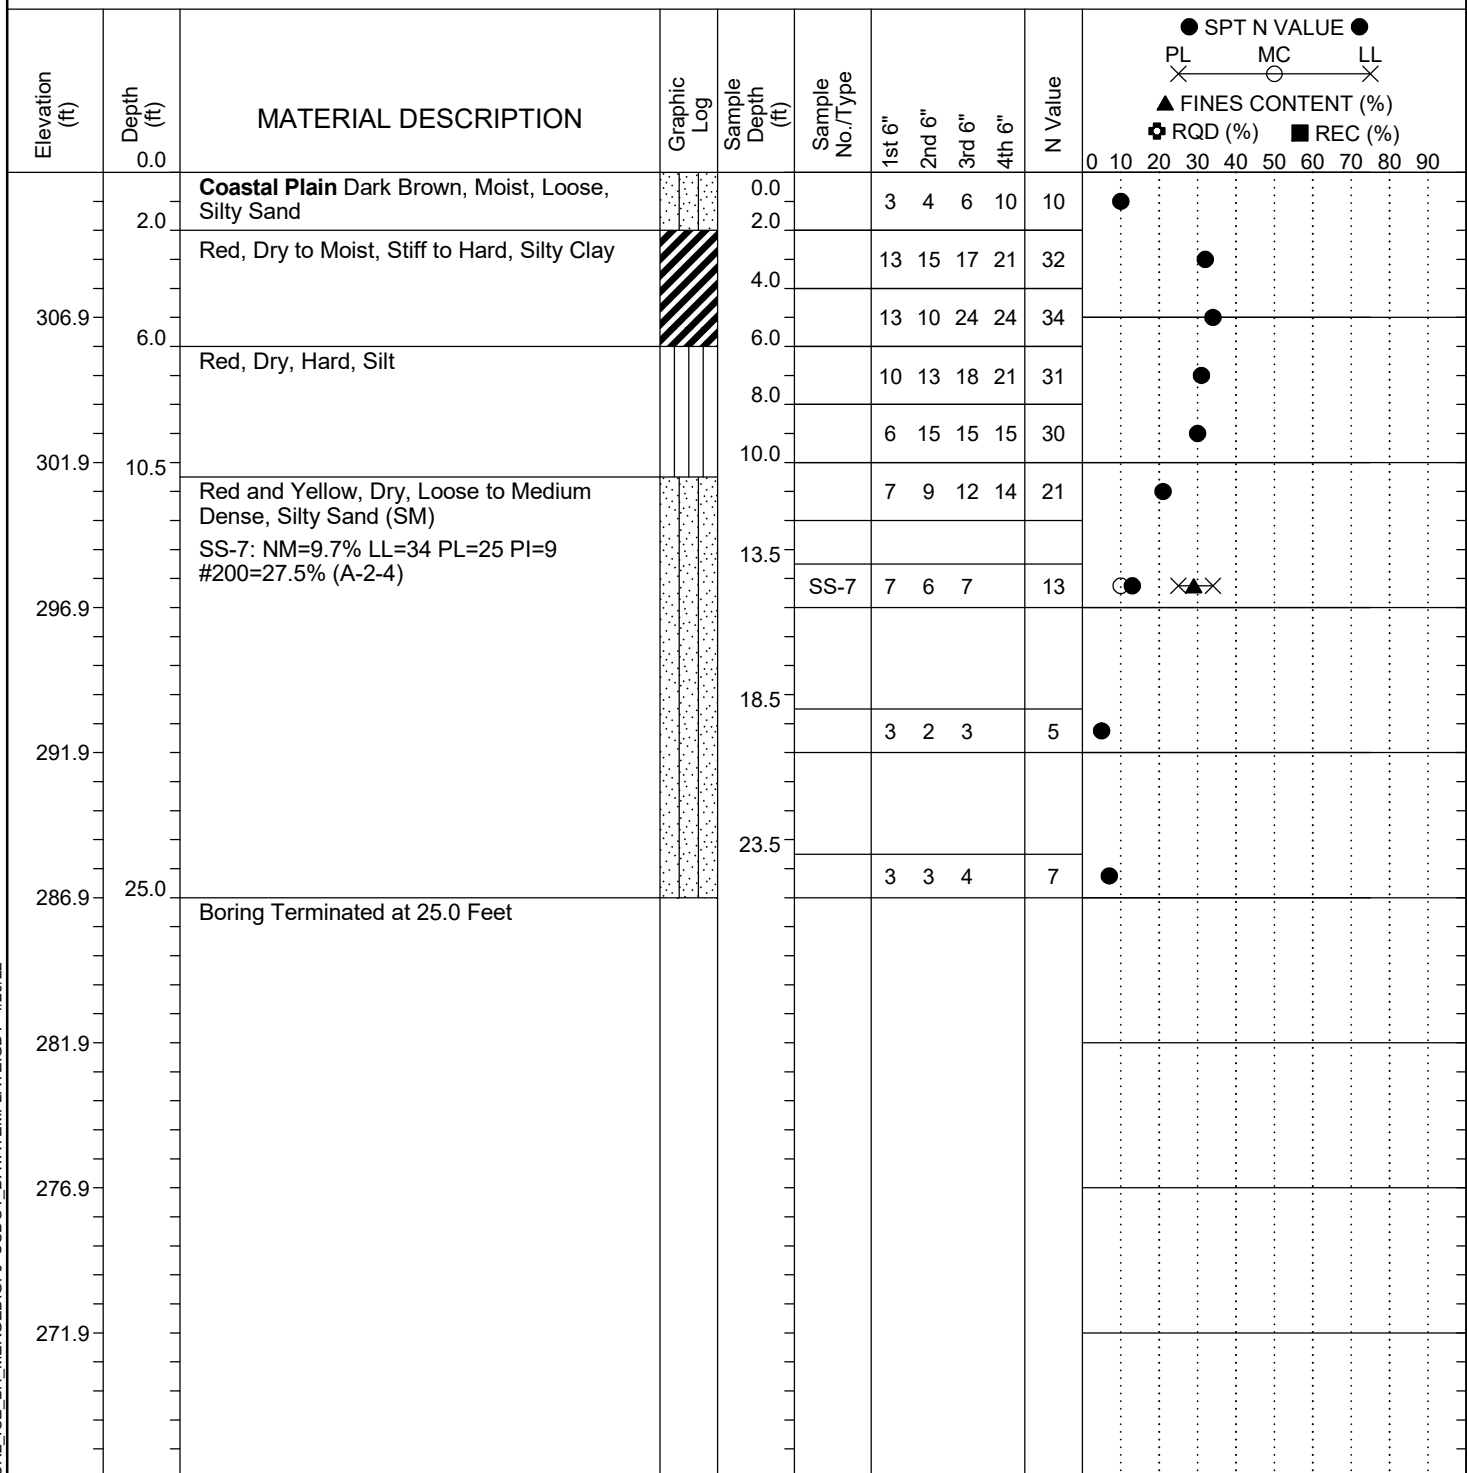 ● SPT N VALUE ●
PL MC LL
▲ FINES CONTENT (%)
RQD (%) ■ REC (%)
0 10 20 30 40 50 60 70 80 90
Elevation (ft)
Depth (ft)
0.0
MATERIAL DESCRIPTION
Graphic Log
Sample Depth (ft)
Sample No./Type
1st 6"
2nd 6"
3rd 6"
4th 6"
N Value
Coastal Plain Dark Brown, Moist, Loose,
Silty Sand
0.0
3 4 6 10 10
2.0 2.0
Red, Dry to Moist, Stiff to Hard, Silty Clay
13 15 17 21 32
4.0
306.9 13 10 24 24 34
6.0 6.0
Red, Dry, Hard, Silt
10 13 18 21 31
8.0
6 15 15 15 30
10.0
301.9 10.5
Red and Yellow, Dry, Loose to Medium
Dense, Silty Sand (SM)
7 9 12 14 21
SS-7: NM=9.7% LL=34 PL=25 PI=9
#200=27.5% (A-2-4)
13.5
SS-7 7 6 7 13
296.9
18.5
3 2 3 5
291.9
23.5
3 3 4 7
25.0
286.9
Boring Terminated at 25.0 Feet
281.9
276.9
271.9